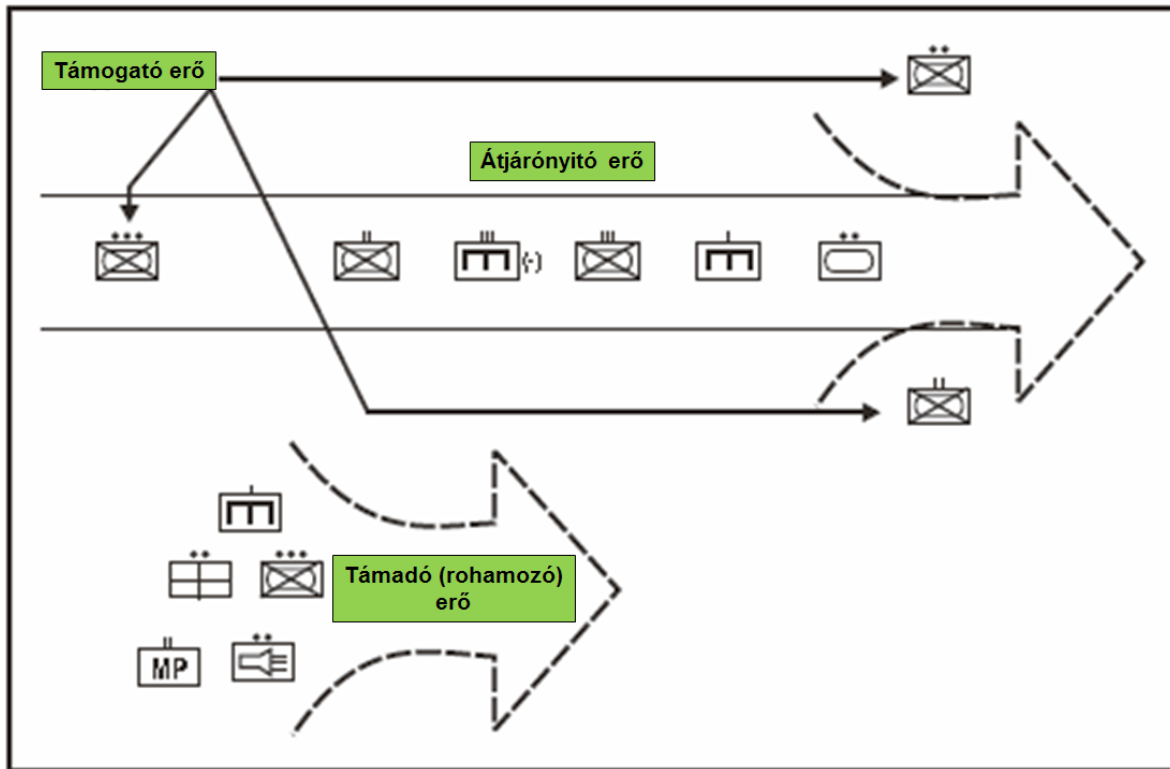 Támogató erő
Átjárónyitó erő
(-)
Támadó (rohamozó)
erő
MP